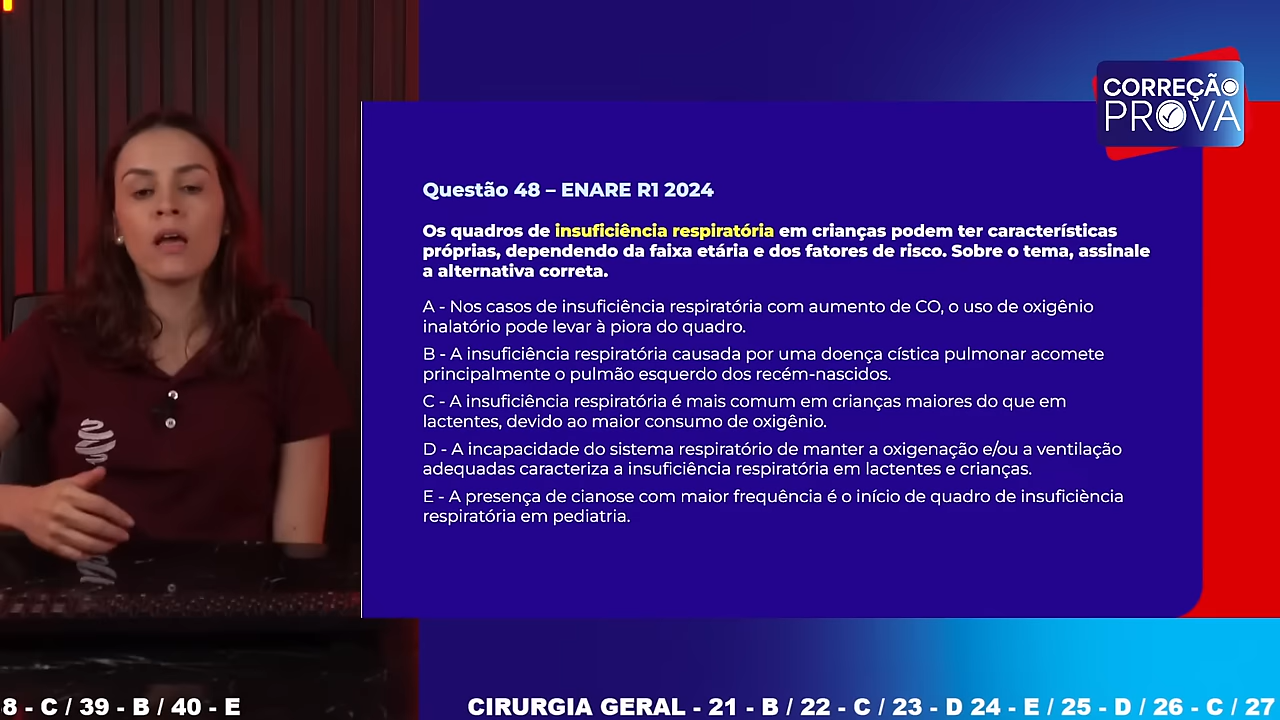 CORREÇÃO
PROVA
Questão 48 – ENARE R1 2024
Os quadros de insuficiência respiratória em crianças podem ter características
próprias, dependendo da faixa etária e dos fatores de risco. Sobre o tema, assinale
a alternativa correta.
A - Nos casos de insuficiência respiratória com aumento de CO, o uso de oxigênio
inalatório pode levar à piora do quadro.
B - A insuficiência respiratória causada por uma doença cística pulmonar acomete
principalmente o pulmão esquerdo dos recém-nascidos.
C - A insuficiência respiratória é mais comum em crianças maiores do que em
lactentes, devido ao maior consumo de oxigênio.
D - A incapacidade do sistema respiratório de manter a oxigenação e/ou a ventilação
adequadas caracteriza a insuficiência respiratória em lactentes e crianças.
E - A presença de cianose com maior frequência é o início de quadro de insuficiència
respiratória em pediatria.
8 - C / 39 - B / 40 - E CIRURGIA GERAL - 21 - B / 22 - C / 23 - D 24 - E / 25 - D / 26 - C / 27